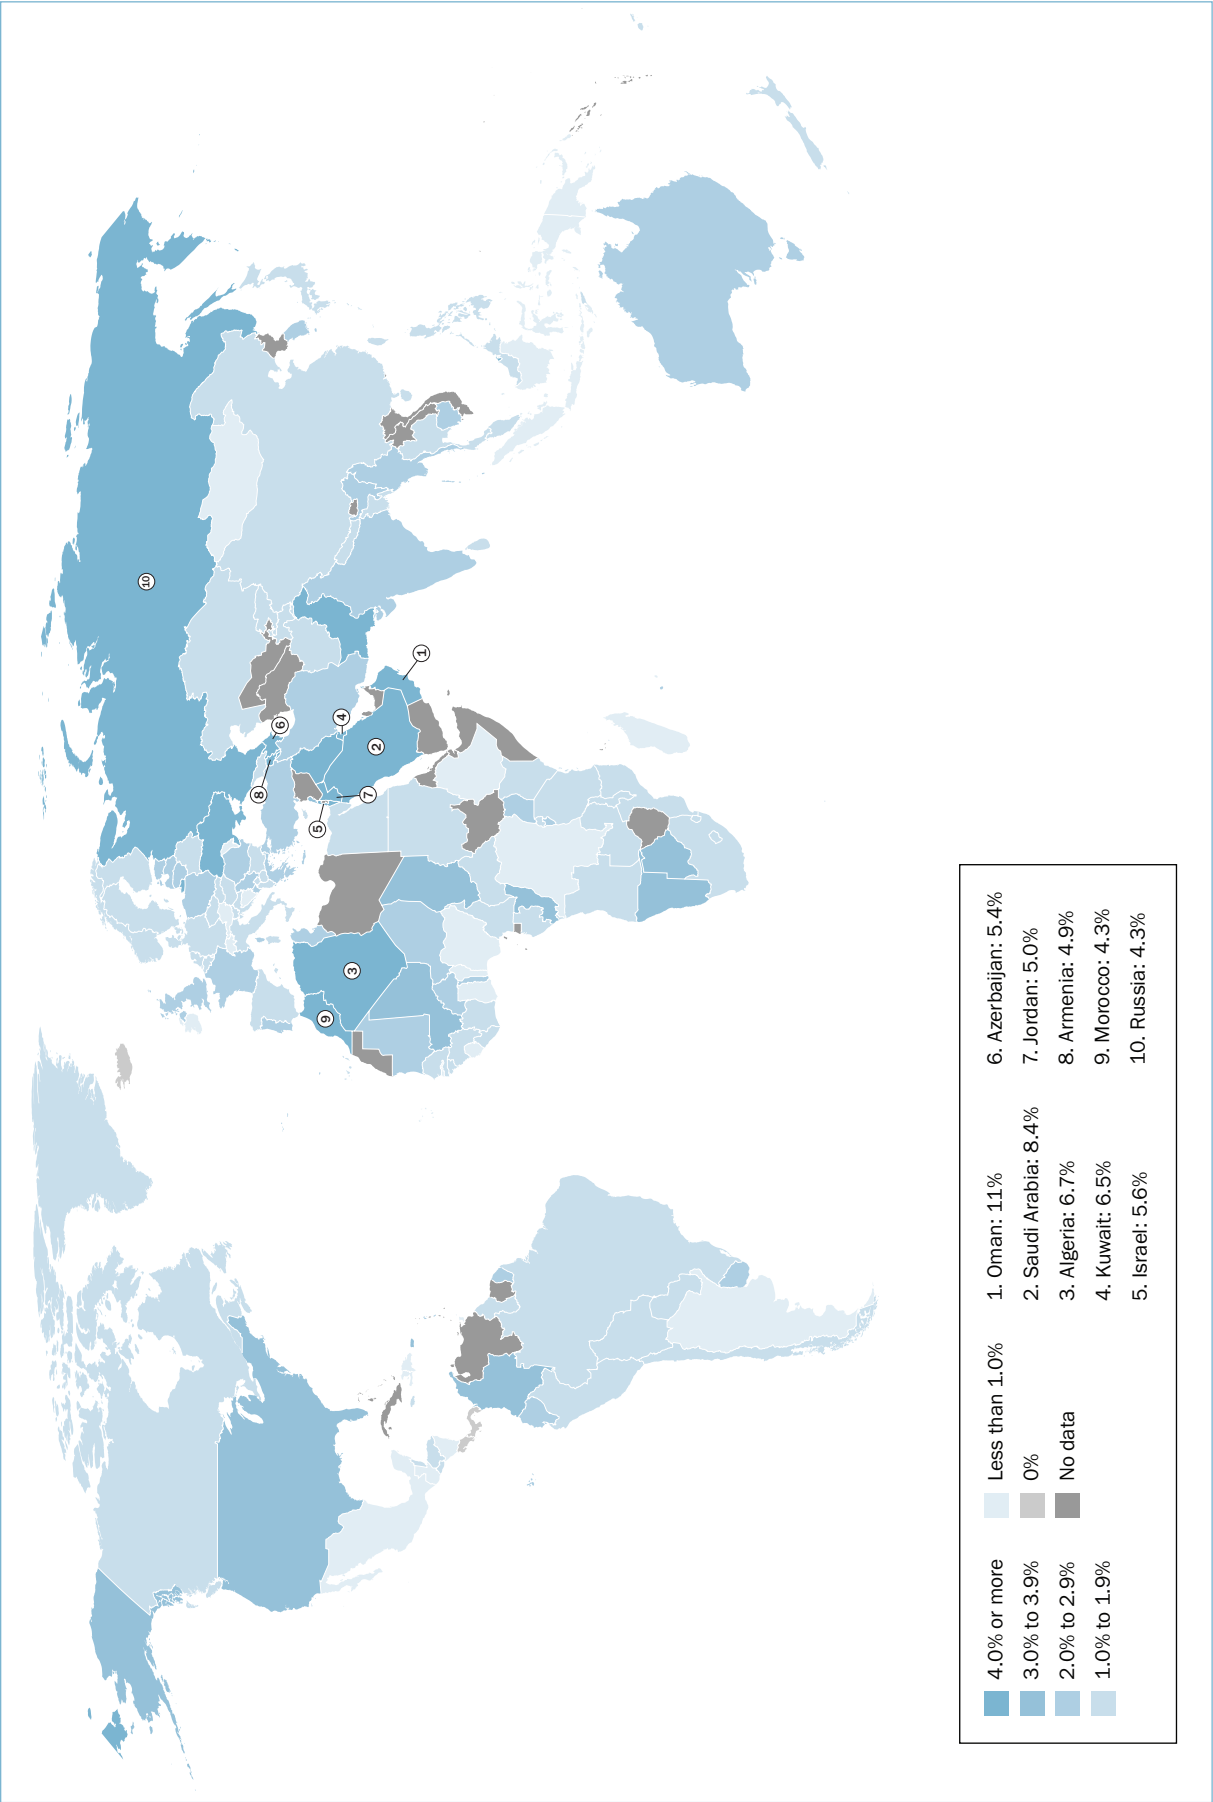 10
6
4
1
2
8
7
5
3
9
4.0% or more
3.0% to 3.9%
2.0% to 2.9%
1.0% to 1.9%
Less than 1.0%
0%
No data
1. Oman: 11%
2. Saudi Arabia: 8.4%
3. Algeria: 6.7%
4. Kuwait: 6.5%
5. Israel: 5.6%
6. Azerbaijan: 5.4%
7. Jordan: 5.0%
8. Armenia: 4.9%
9. Morocco: 4.3%
10. Russia: 4.3%